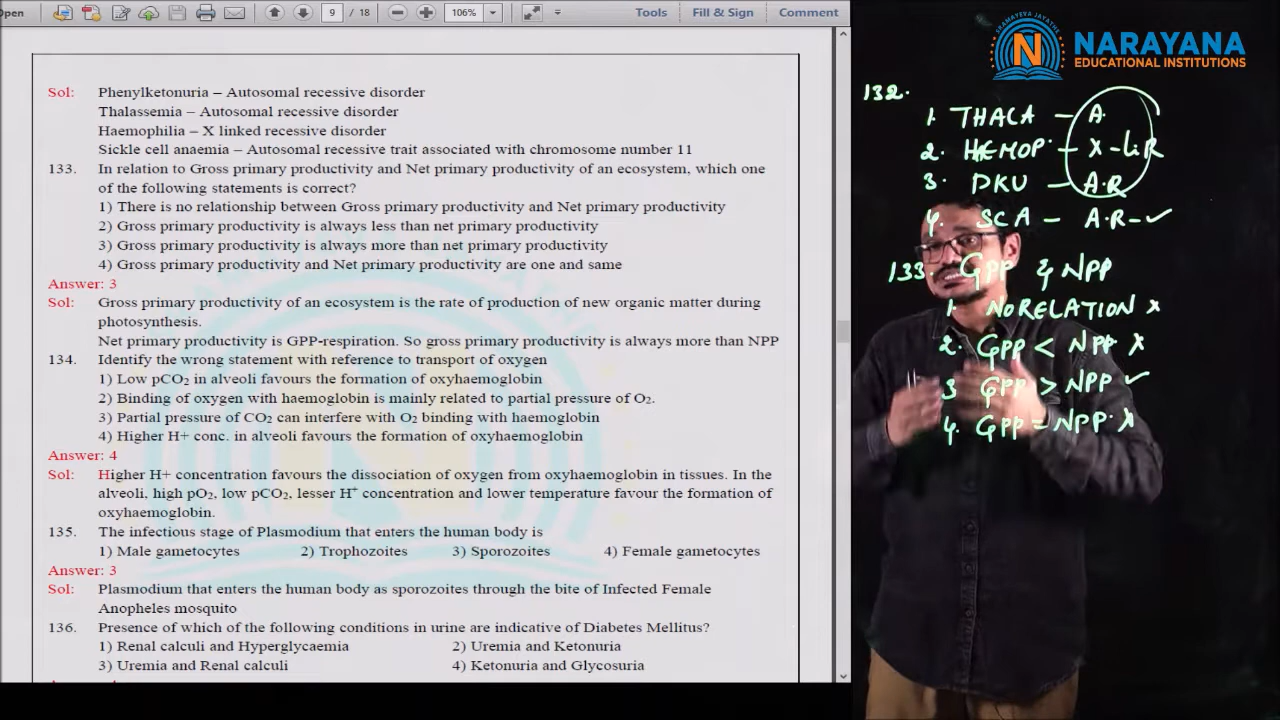 Open
9 / 18
106%
Tools
Fill & Sign
Comment
Sol: Phenylketonuria – Autosomal recessive disorder
Thalassemia – Autosomal recessive disorder
Haemophilia – X linked recessive disorder
Sickle cell anaemia – Autosomal recessive trait associated with chromosome number 11
133. In relation to Gross primary productivity and Net primary productivity of an ecosystem, which one
of the following statements is correct?
1) There is no relationship between Gross primary productivity and Net primary productivity
2) Gross primary productivity is always less than net primary productivity
3) Gross primary productivity is always more than net primary productivity
4) Gross primary productivity and Net primary productivity are one and same
Answer: 3
Sol: Gross primary productivity of an ecosystem is the rate of production of new organic matter during
photosynthesis.
Net primary productivity is GPP-respiration. So gross primary productivity is always more than NPP
134. Identify the wrong statement with reference to transport of oxygen
1) Low pCO₂ in alveoli favours the formation of oxyhaemoglobin
2) Binding of oxygen with haemoglobin is mainly related to partial pressure of O₂.
3) Partial pressure of CO₂ can interfere with O₂ binding with haemoglobin
4) Higher H+ conc. in alveoli favours the formation of oxyhaemoglobin
Answer: 4
Sol: Higher H+ concentration favours the dissociation of oxygen from oxyhaemoglobin in tissues. In the
alveoli, high pO₂, low pCO₂, lesser H⁺ concentration and lower temperature favour the formation of
oxyhaemoglobin.
135. The infectious stage of Plasmodium that enters the human body is
1) Male gametocytes 2) Trophozoites 3) Sporozoites 4) Female gametocytes
Answer: 3
Sol: Plasmodium that enters the human body as sporozoites through the bite of Infected Female
Anopheles mosquito
136. Presence of which of the following conditions in urine are indicative of Diabetes Mellitus?
1) Renal calculi and Hyperglycaemia 2) Uremia and Ketonuria
3) Uremia and Renal calculi 4) Ketonuria and Glycosuria
N
NARAYANA
EDUCATIONAL INSTITUTIONS
132.
1. THACA – A.
2. HEMOP – X-LiR
3. DKU – A.R
4. SCA – A.R – ✓
133. GPP & NPP
1. NO RELATION x
2. GPP < NPP x
3 GPP > NPP ✓
4. GPP = NPP. x